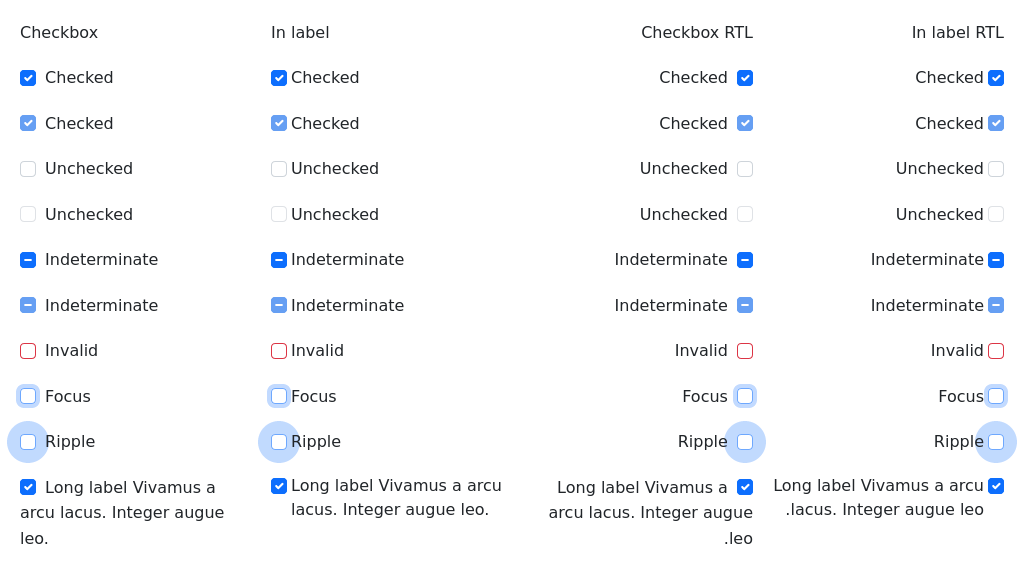 Checkbox
Checked
Checked
Unchecked
Unchecked
Indeterminate
Indeterminate
Invalid
Focus
Ripple
Long label Vivamus a
arcu lacus. Integer augue
leo.
In label
Checked
Checked
Unchecked
Unchecked
Indeterminate
Indeterminate
Invalid
Focus
Ripple
Long label Vivamus a arcu
lacus. Integer augue leo.
Checkbox RTL
Checked
Checked
Unchecked
Unchecked
Indeterminate
Indeterminate
Invalid
Focus
Ripple
Long label Vivamus a
arcu lacus. Integer augue
.leo
In label RTL
Checked
Checked
Unchecked
Unchecked
Indeterminate
Indeterminate
Invalid
Focus
Ripple
Long label Vivamus a arcu
.lacus. Integer augue leo